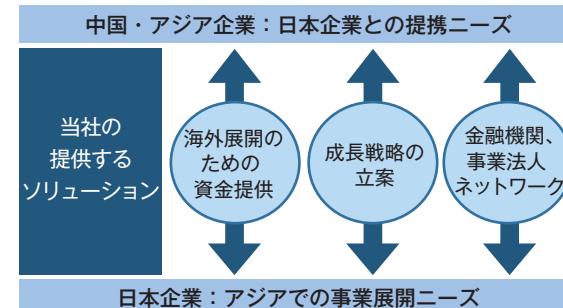 中国・アジア企業：日本企業との提携ニーズ
当社の
提供する
ソリューション
海外展開の
ための
資金提供
成長戦略の
立案
金融機関、
事業法人
ネットワーク
日本企業：アジアでの事業展開ニーズ